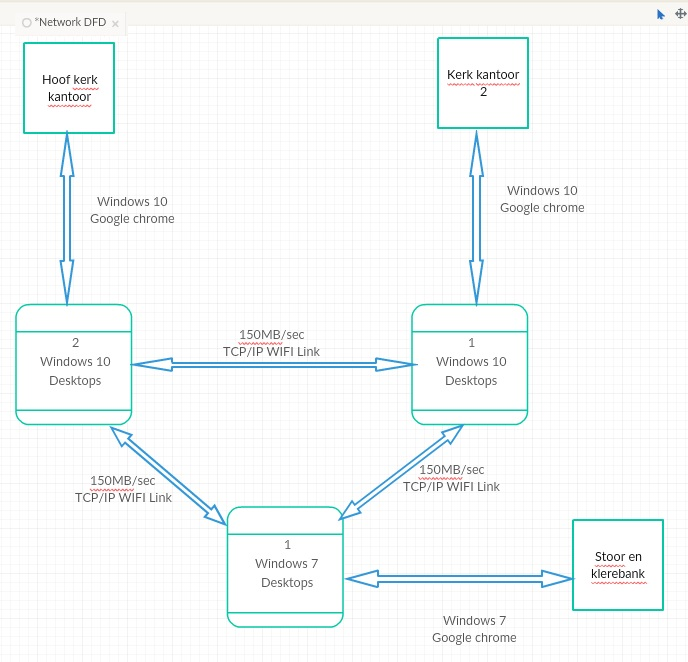 *Network DFD
Hoof kerk
kantoor
Kerk kantoor
2
Windows 10
Google chrome
Windows 10
Google chrome
2
Windows 10
Desktops
150MB/sec
TCP/IP WIFI Link
1
Windows 10
Desktops
150MB/sec
TCP/IP WIFI Link
150MB/sec
TCP/IP WIFI Link
1
Windows 7
Desktops
Stoor en
klerebank
Windows 7
Google chrome